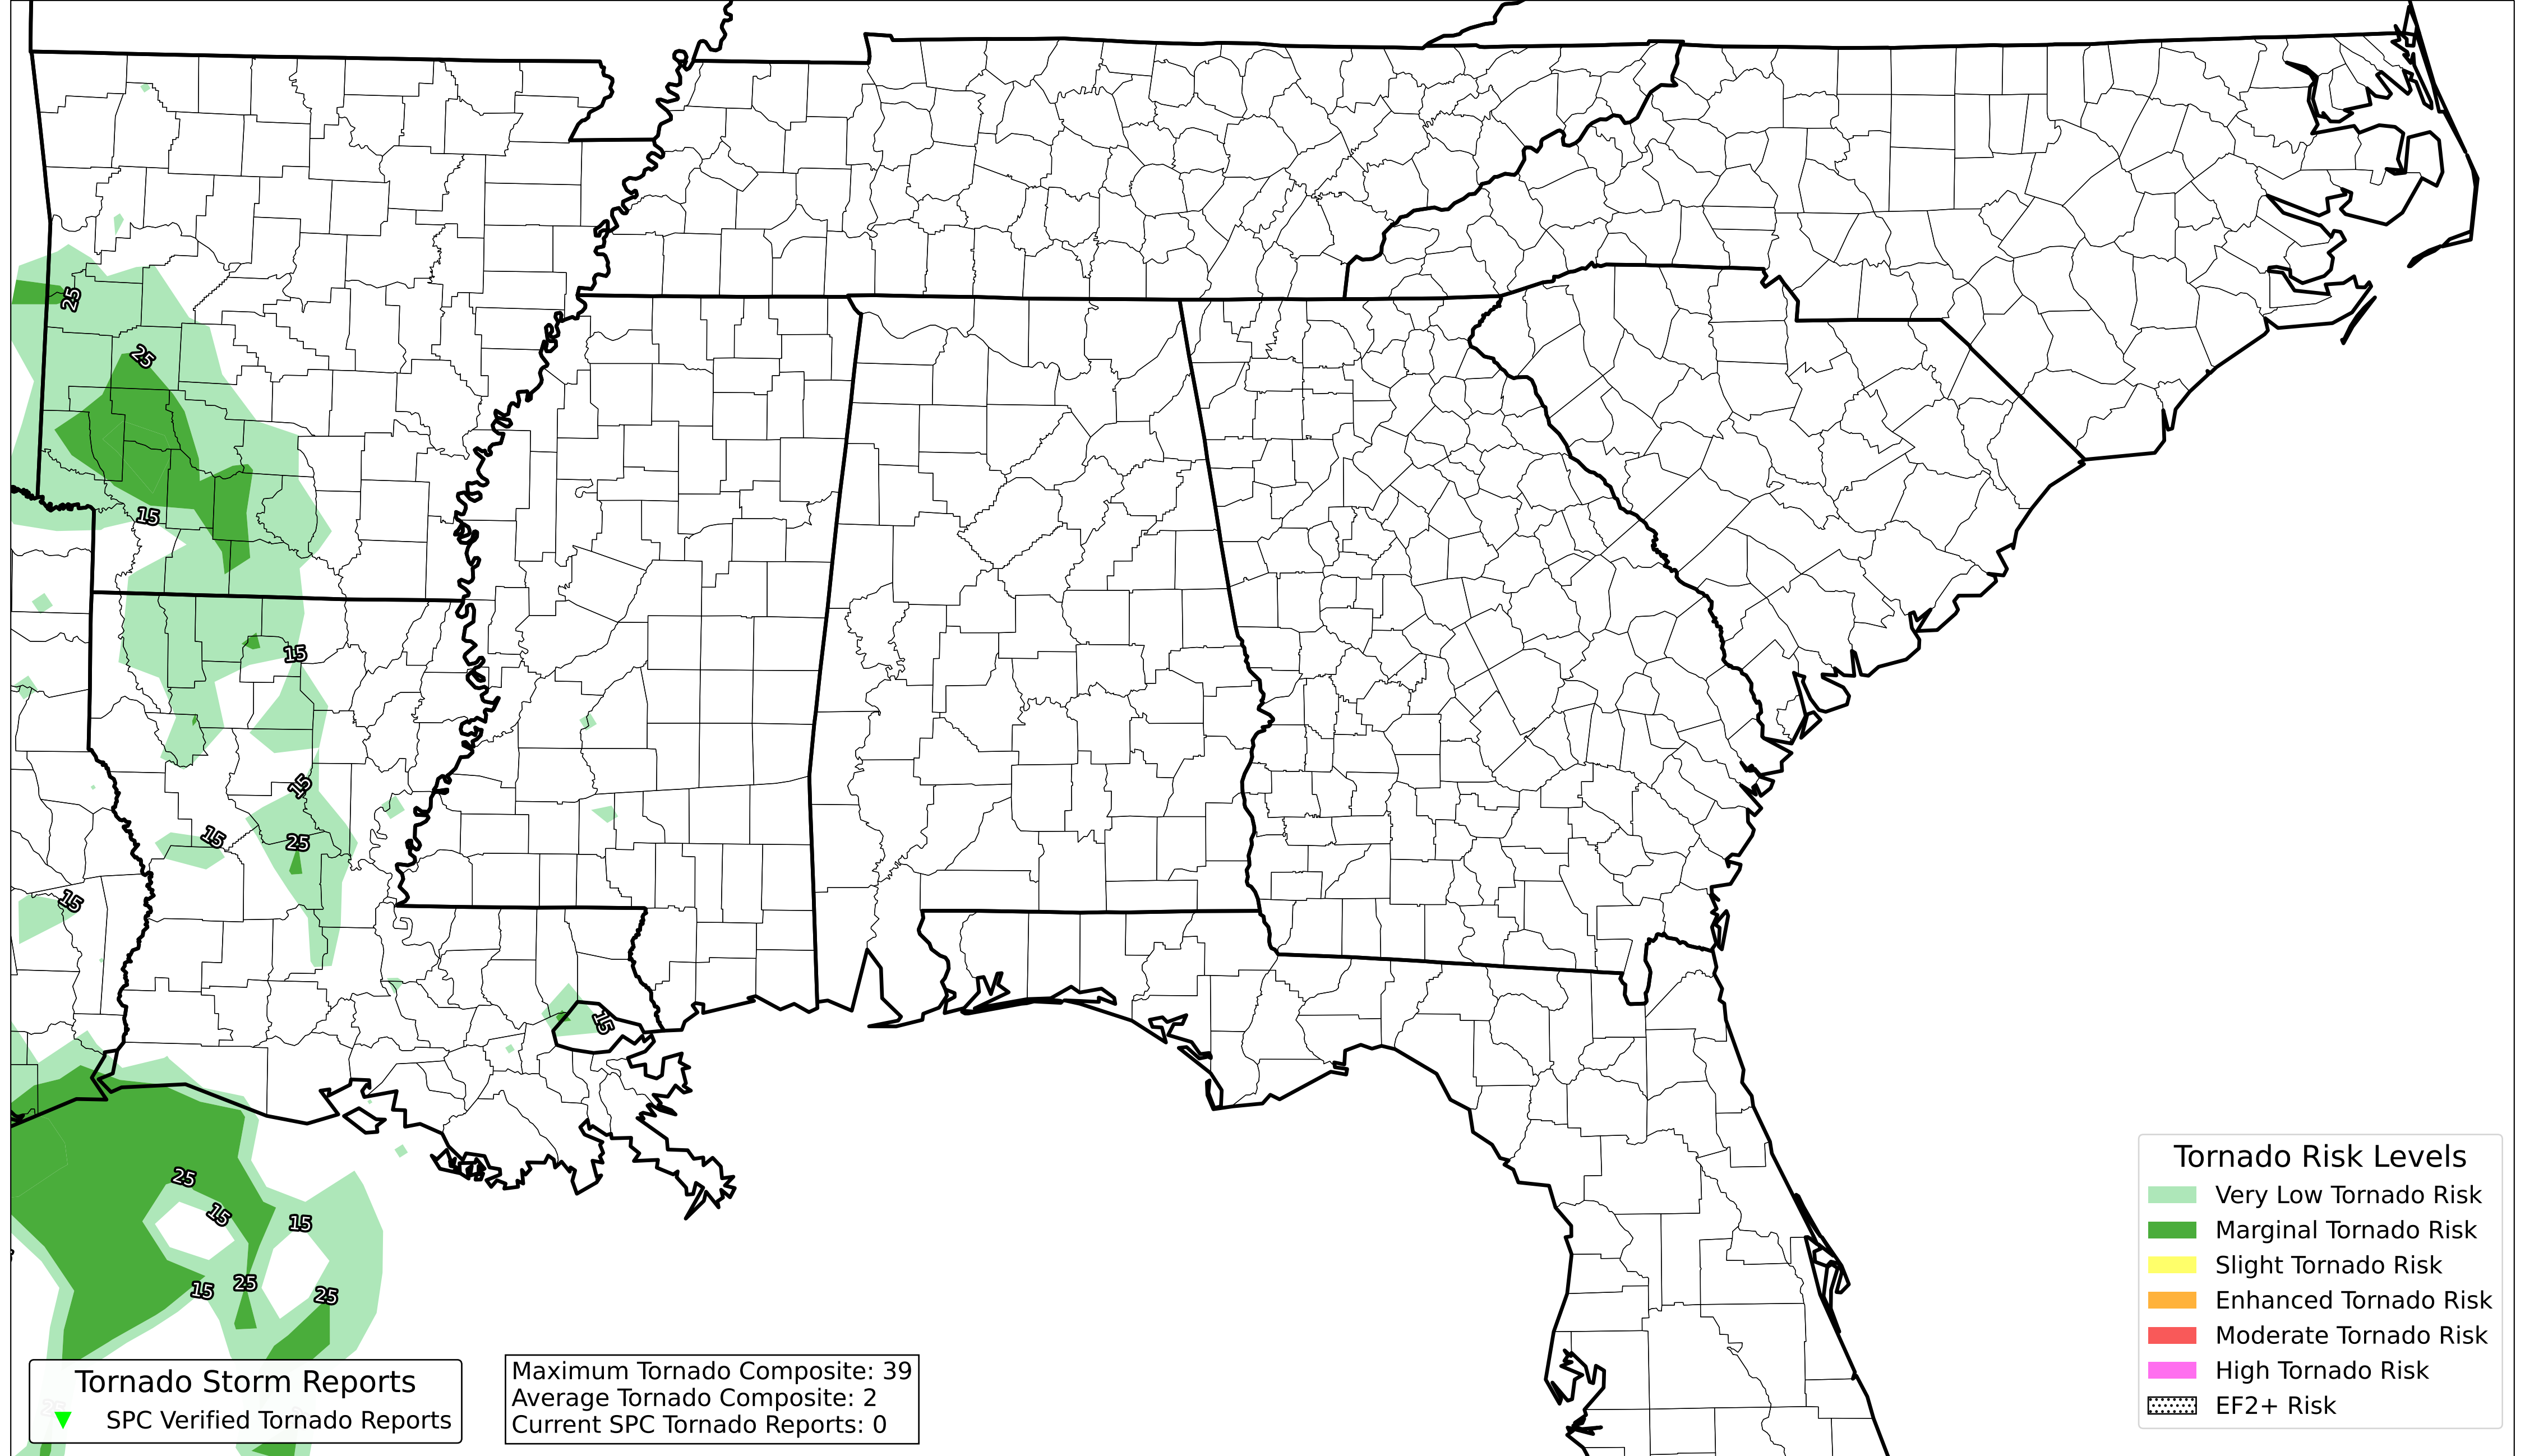 25
25
15
15
15
15
25
15
15
25
15
15
15
25
25
Tornado Storm Reports
SPC Verified Tornado Reports
Maximum Tornado Composite: 39
Average Tornado Composite: 2
Current SPC Tornado Reports: 0
Tornado Risk Levels
Very Low Tornado Risk
Marginal Tornado Risk
Slight Tornado Risk
Enhanced Tornado Risk
Moderate Tornado Risk
High Tornado Risk
EF2+ Risk